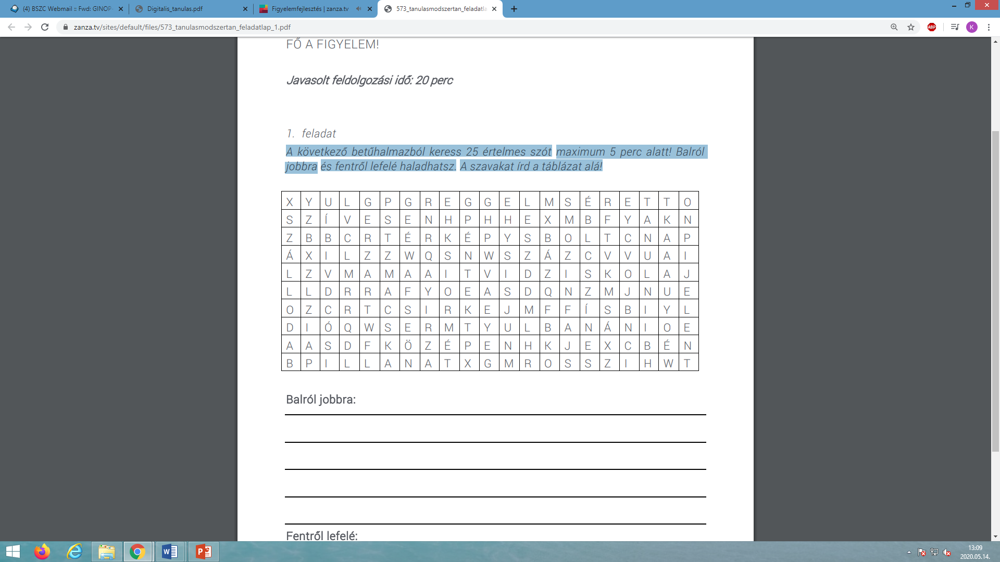 (4) BSZC Webmail :: Fwd: GINOP-
Digitalis_tanulas.pdf
Figyelemfejlesztés | zanza.tv
573_tanulasmodszertan_feladatla
zanza.tv/sites/default/files/573_tanulasmodszertan_feladatlap_1.pdf
ABP
K
FŐ A FIGYELEM!
Javasolt feldolgozási idő: 20 perc
1. feladat
A következő betűhalmazból keress 25 értelmes szót maximum 5 perc alatt! Balról
jobbra és fentről lefelé haladhatsz. A szavakat írd a táblázat alá!
X Y U L G P G R E G G E L M S É R E T T O
S Z Í V E S E N H P H H E X M B F Y A K N
Z B B C R T É R K É P Y S B O L T C N A P
Á X I L Z Z W Q S N W S Z Á Z C V V U A I
L Z V M A M A A I T V I D Z I S K O L A J
L L D R R A F Y O E A S D Q N Z M J N U E
O Z C R T C S I R K E J M F F Í S B I Y L
D I Ó Q W S E R M T Y U L B A N Á N I O E
A A S D F K Ö Z É P E N H K J E X C B É N
B P I L L A N A T X G M R O S S Z I H W T
Balról jobbra:
Fentről lefelé:
13:09
2020.05.14.